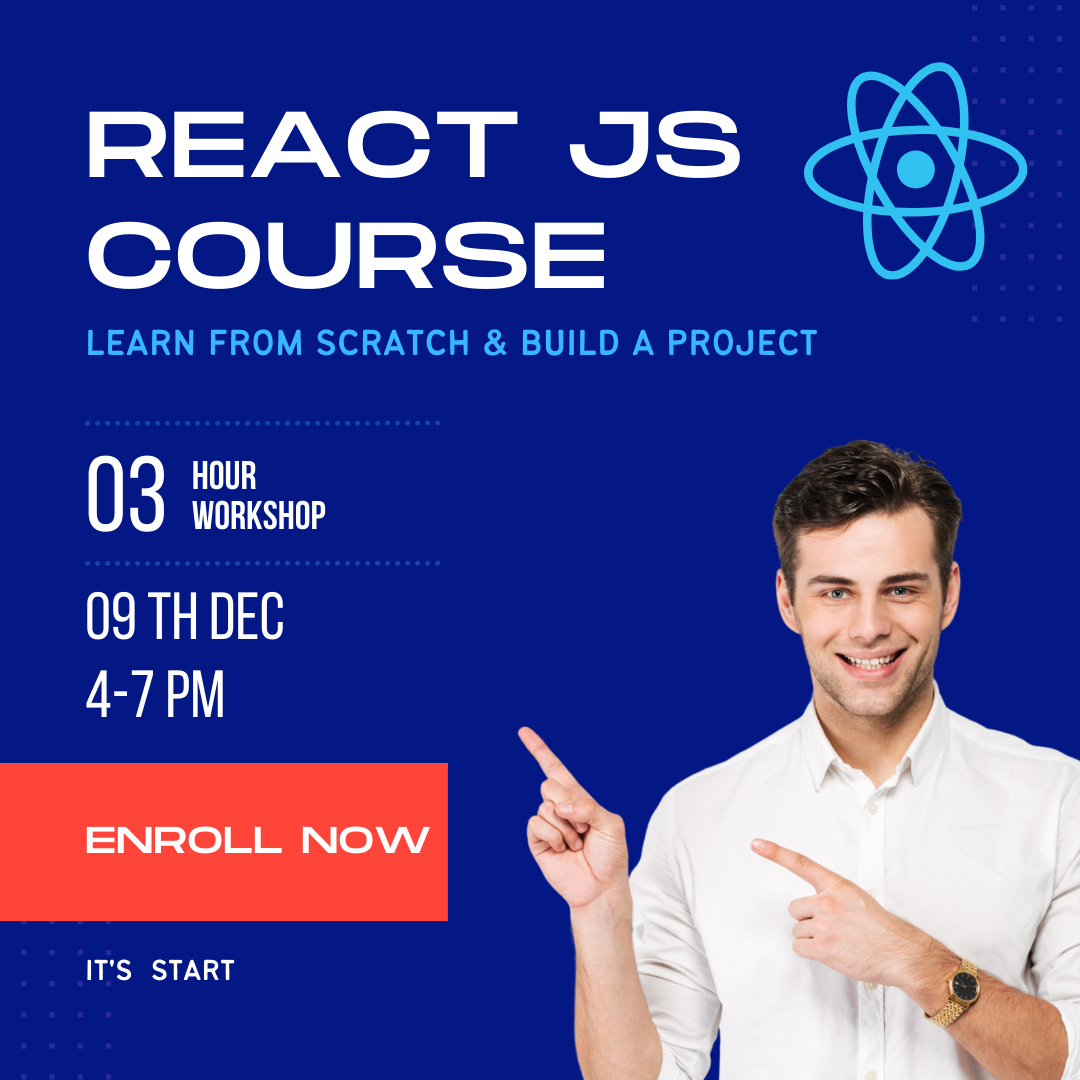 REACT JS
COURSE
LEARN FROM SCRATCH & BUILD A PROJECT
03
HOUR
WORKSHOP
09 TH DEC
4-7 PM
ENROLL NOW
IT'S START